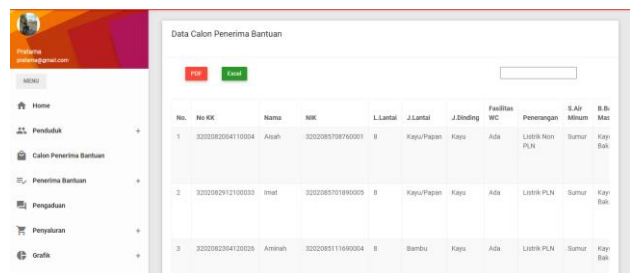 Pratama
pratama@gmail.com
MENU
Home
Penduduk +
Calon Penerima Bantuan
Penerima Bantuan +
Pengaduan
Penyaluran +
Grafik +
Data Calon Penerima Bantuan
PDF Excel
No. No KK Nama NIK L.Lantai J.Lantai J.Dinding Fasilitas WC Penerangan S.Air Minum
1 3202082004110004 Aisah 3202085708760001 8 Kayu/Papan Kayu Ada Listrik Non PLN Sumur
2 3202082912100033 Imat 3202085701890005 8 Kayu/Papan Kayu Ada Listrik PLN Sumur
3 3202082304120026 Aminah 3202085111690004 8 Bambu Kayu Ada Listrik PLN Sumur